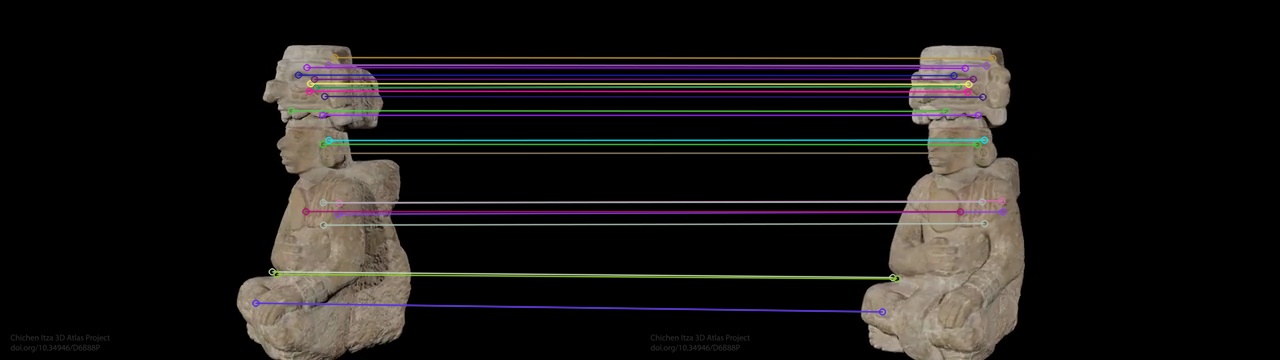 Chichen Itza 3D Atlas Project
doi.org/10.34946/D6B88P
Chichen Itza 3D Atlas Project
doi.org/10.34946/D6B88P